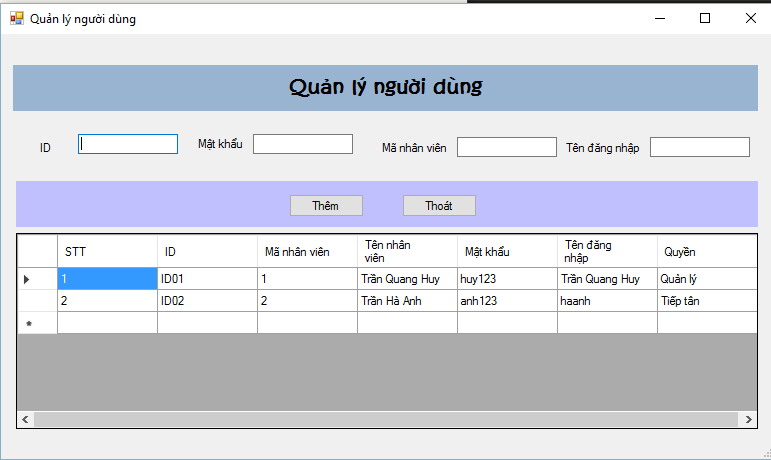 Quản lý người dùng
Quản lý người dùng
ID Mật khẩu Mã nhân viên Tên đăng nhập
Thêm Thoát
STT ID Mã nhân viên Tên nhân viên Mật khẩu Tên đăng nhập Quyền
1 ID01 1 Trần Quang Huy huy123 Trần Quang Huy Quản lý
2 ID02 2 Trần Hà Anh anh123 haanh Tiếp tân